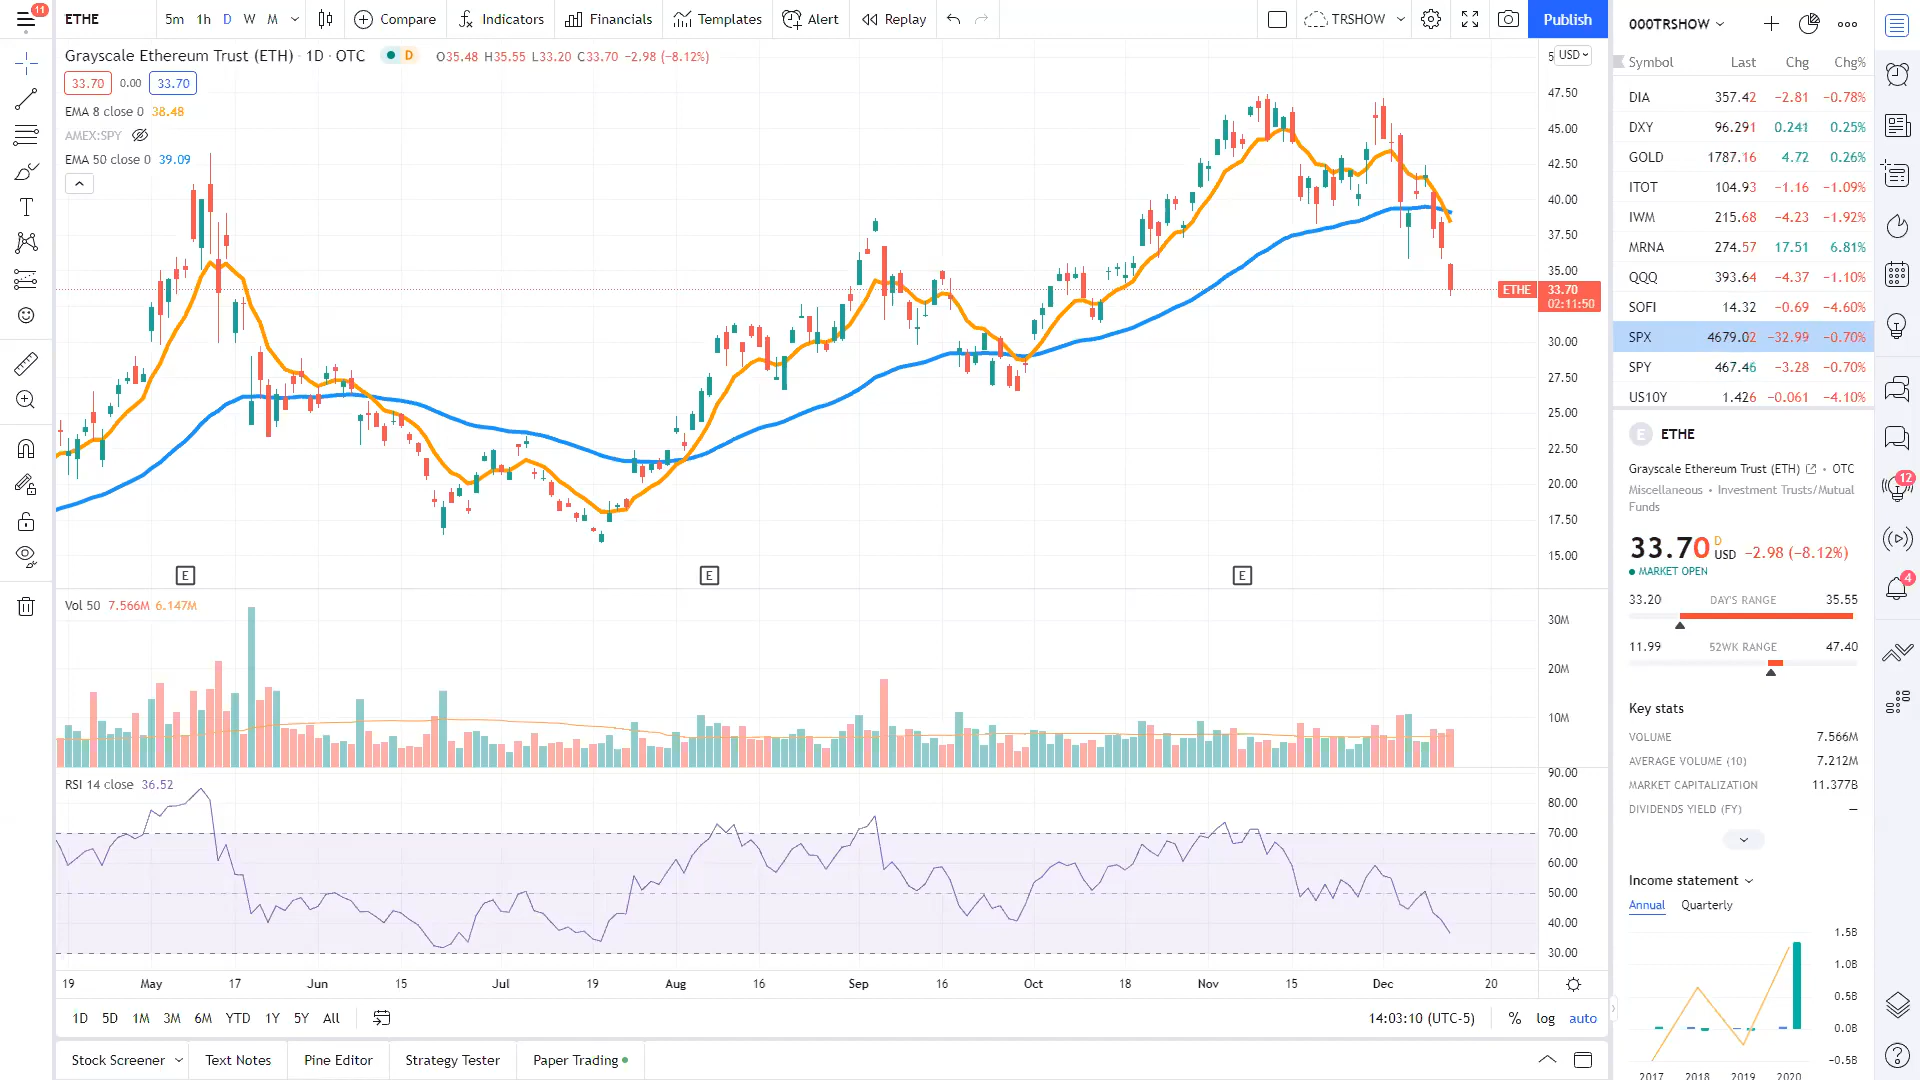 11
ETHE
5m 1h D W M
Compare
Indicators
Financials
Templates
Alert
Replay
TRSHOW
Publish
Grayscale Ethereum Trust (ETH) · 1D · OTC
D
O35.48 H35.55 L33.20 C33.70 −2.98 (−8.12%)
33.70 0.00 33.70
EMA 8 close 0 38.48
AMEX:SPY
EMA 50 close 0 39.09
USD
47.50
45.00
42.50
40.00
37.50
35.00
ETHE 33.70
02:11:50
30.00
27.50
25.00
22.50
20.00
17.50
15.00
E E E
Vol 50 7.566M 6.147M
30M
20M
10M
RSI 14 close 36.52
90.00
80.00
70.00
60.00
50.00
40.00
30.00
19 May 17 Jun 15 Jul 19 Aug 16 Sep 16 Oct 18 Nov 15 Dec 20
1D 5D 1M 3M 6M YTD 1Y 5Y All
14:03:10 (UTC-5) % log auto
Stock Screener Text Notes Pine Editor Strategy Tester Paper Trading
000TRSHOW
Symbol Last Chg Chg%
DIA 357.42 −2.81 −0.78%
DXY 96.291 0.241 0.25%
GOLD 1787.16 4.72 0.26%
ITOT 104.93 −1.16 −1.09%
IWM 215.68 −4.23 −1.92%
MRNA 274.57 17.51 6.81%
QQQ 393.64 −4.37 −1.10%
SOFI 14.32 −0.69 −4.60%
SPX 4679.02 −32.99 −0.70%
SPY 467.46 −3.28 −0.70%
US10Y 1.426 −0.061 −4.10%
E ETHE
Grayscale Ethereum Trust (ETH) • OTC
Miscellaneous • Investment Trusts/Mutual
Funds
33.70 D USD −2.98 (−8.12%)
MARKET OPEN
33.20 DAY'S RANGE 35.55
11.99 52WK RANGE 47.40
Key stats
VOLUME 7.566M
AVERAGE VOLUME (10) 7.212M
MARKET CAPITALIZATION 11.377B
DIVIDENDS YIELD (FY) —
Income statement
Annual Quarterly
1.5B
1.0B
0.5B
0.0B
−0.5B
2017 2018 2019 2020
12
4